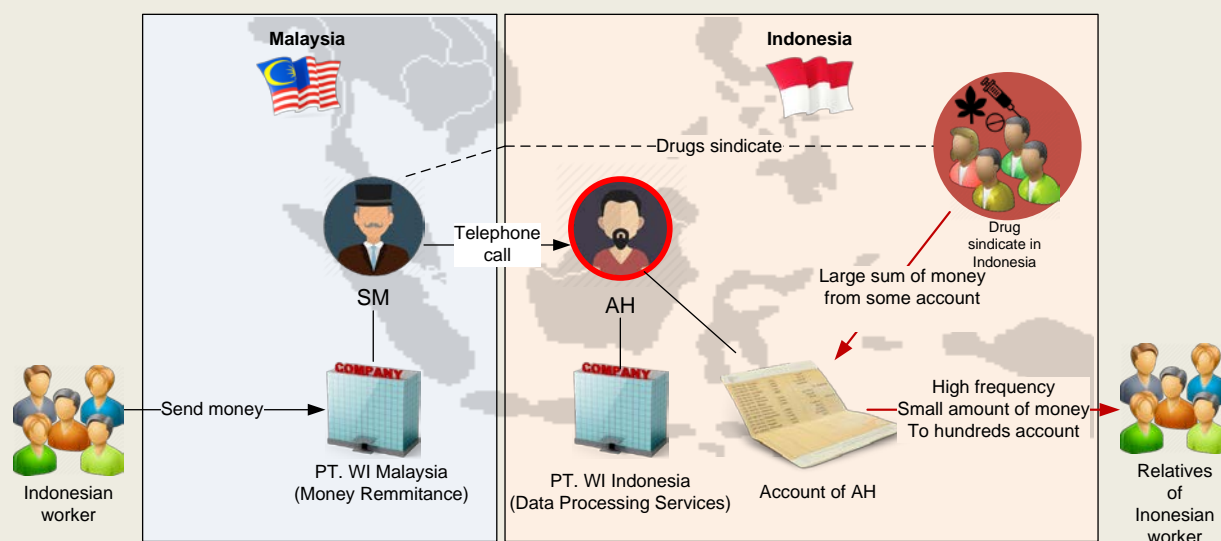 Malaysia
Indonesia
Drugs sindicate
Drug
sindicate in
Indonesia
Telephone
call
Large sum of money
from some account
SM
AH
COMPANY
COMPANY
Send money
High frequency
Small amount of money
To hundreds account
Indonesian
worker
PT. WI Malaysia
(Money Remmitance)
PT. WI Indonesia
(Data Processing Services)
Account of AH
Relatives
of
Inonesian
worker